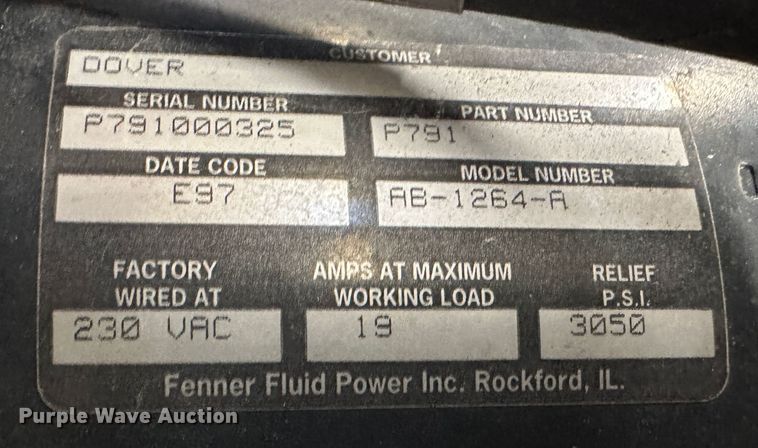 CUSTOMER
DOVER
SERIAL NUMBER
P791000325
PART NUMBER
P791
DATE CODE
E97
MODEL NUMBER
AB-1264-A
FACTORY
WIRED AT
230 VAC
AMPS AT MAXIMUM
WORKING LOAD
19
RELIEF
P.S.I.
3050
Fenner Fluid Power Inc. Rockford, IL.
Purple Wave Auction